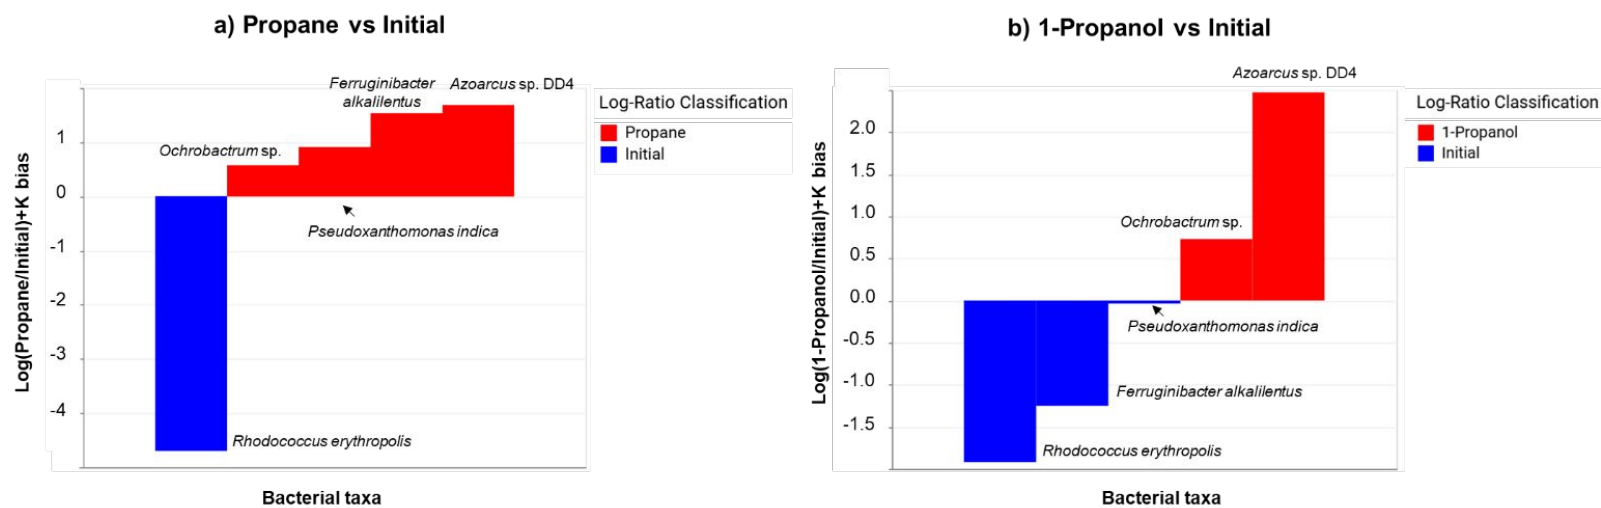 a) Propane vs Initial
Ferruginibacter
alkalilentus
Azoarcus sp. DD4
Ochrobactrum sp.
Pseudoxanthomonas indica
Rhodococcus erythropolis
Log(Propane/Initial)+K bias
1
0
-1
-2
-3
-4
Bacterial taxa
Log-Ratio Classification
Propane
Initial
b) 1-Propanol vs Initial
Azoarcus sp. DD4
Ochrobactrum sp.
Pseudoxanthomonas indica
Ferruginibacter alkalilentus
Rhodococcus erythropolis
Log(1-Propanol/Initial)+K bias
2.0
1.5
1.0
0.5
0.0
-0.5
-1.0
-1.5
Bacterial taxa
Log-Ratio Classification
1-Propanol
Initial